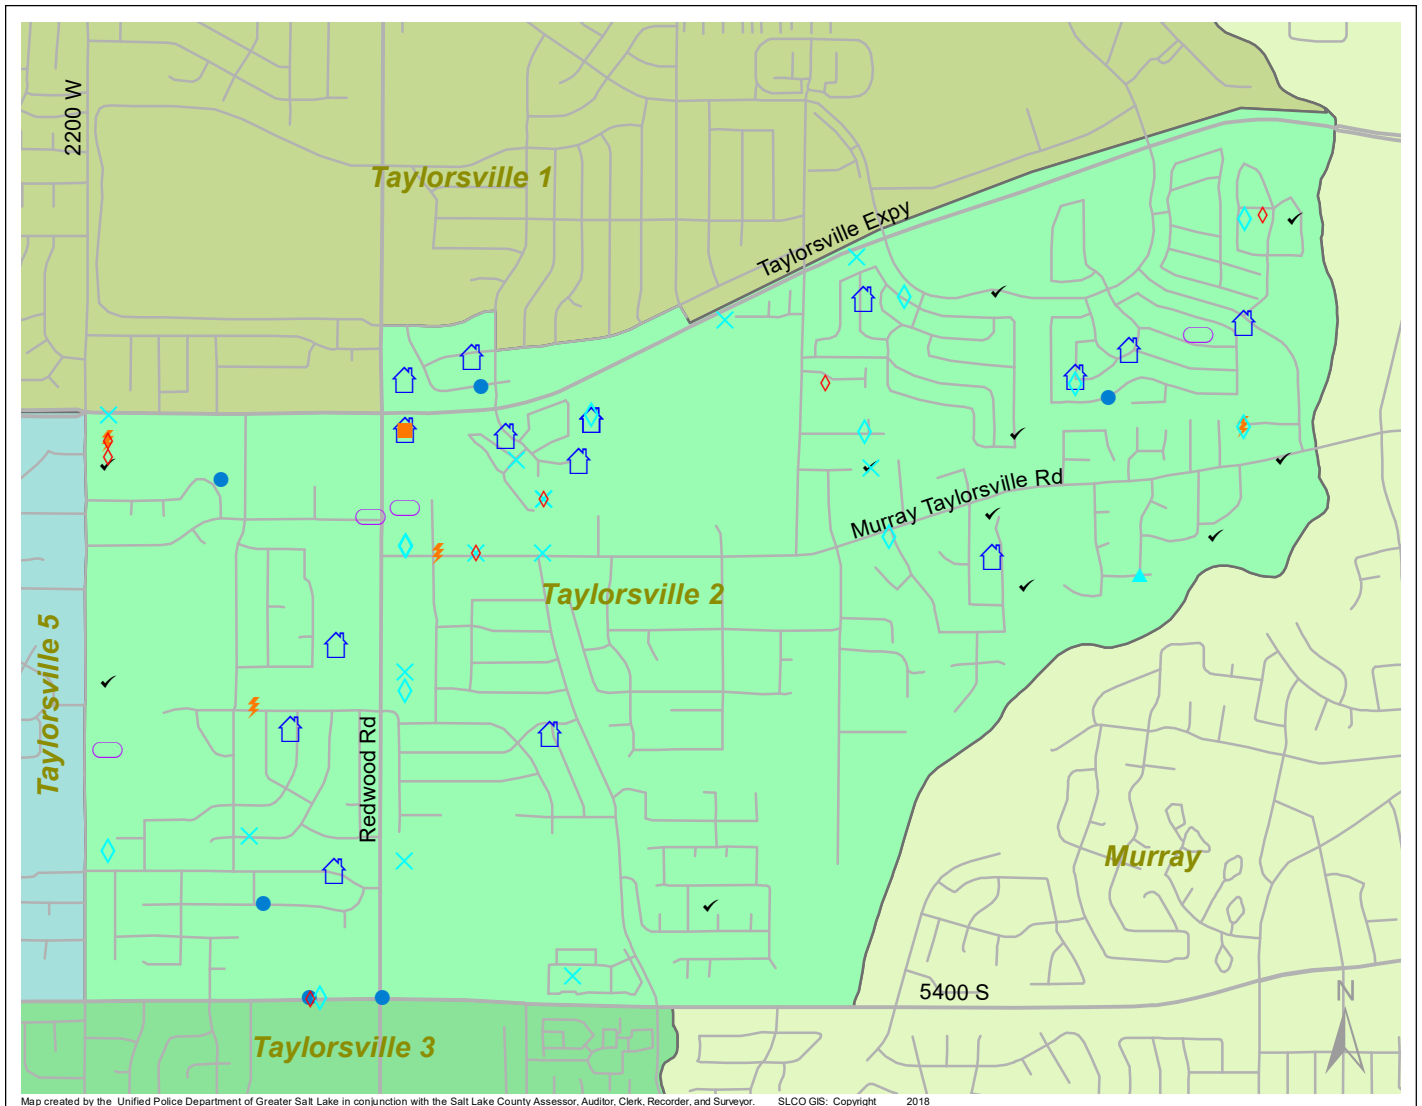 2200 W
Taylorsville 1
Taylorsville Expy
Murray Taylorsville Rd
Taylorsville 2
Taylorsville 5
Redwood Rd
Murray
5400 S
N
Taylorsville 3
Map created by the Unified Police Department of Greater Salt Lake in conjunction with the Salt Lake County Assessor, Auditor, Clerk, Recorder, and Surveyor. SLCO GIS: Copyright 2018